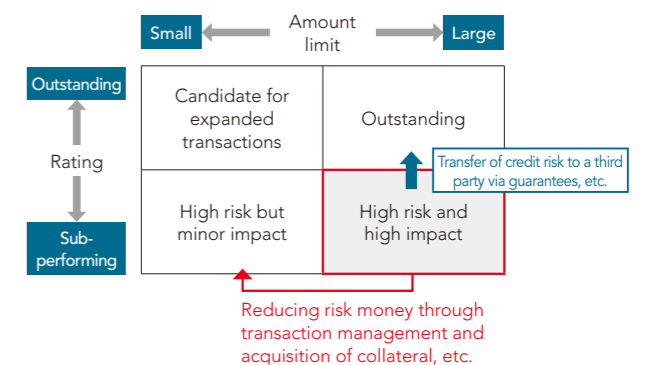 Small
Amount
limit
Large
Outstanding
Rating
Sub-
performing
Candidate for
expanded
transactions
Outstanding
Transfer of credit risk to a third
party via guarantees, etc.
High risk but
minor impact
High risk and
high impact
Reducing risk money through
transaction management and
acquisition of collateral, etc.